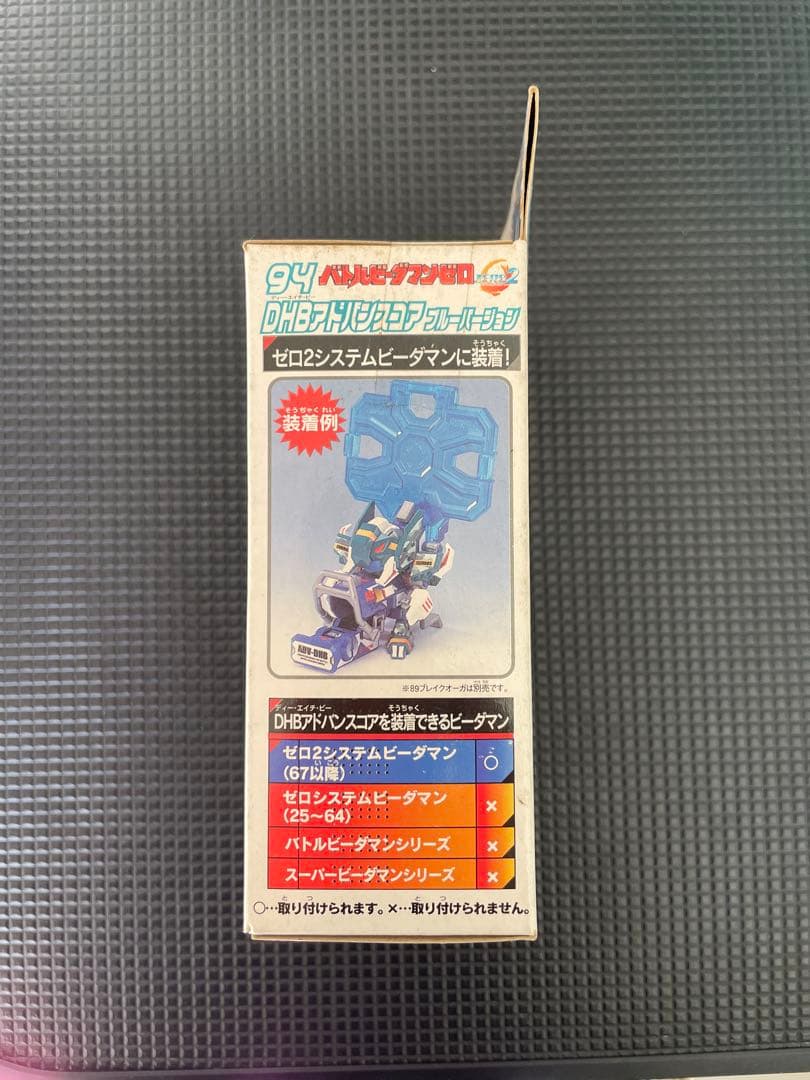 94 バトルビーダマンゼロ2
ディー・エイチ・ビー
DHBアドバンスコア ブルーバージョン
そうちゃく
ゼロ2システムビーダマンに装着!
そうちゃくれい
装着例
ADV-DHB
※89ブレイクオーガは別売です。
ディー・エイチ・ビー そうちゃく
DHBアドバンスコアを装着できるビーダマン
ゼロ2システムビーダマン
いこう
(67以降)
○
ゼロシステムビーダマン
(25〜64)
×
バトルビーダマンシリーズ ×
スーパービーダマンシリーズ ×
と つ と つ
○…取り付けられます。×…取り付けられません。